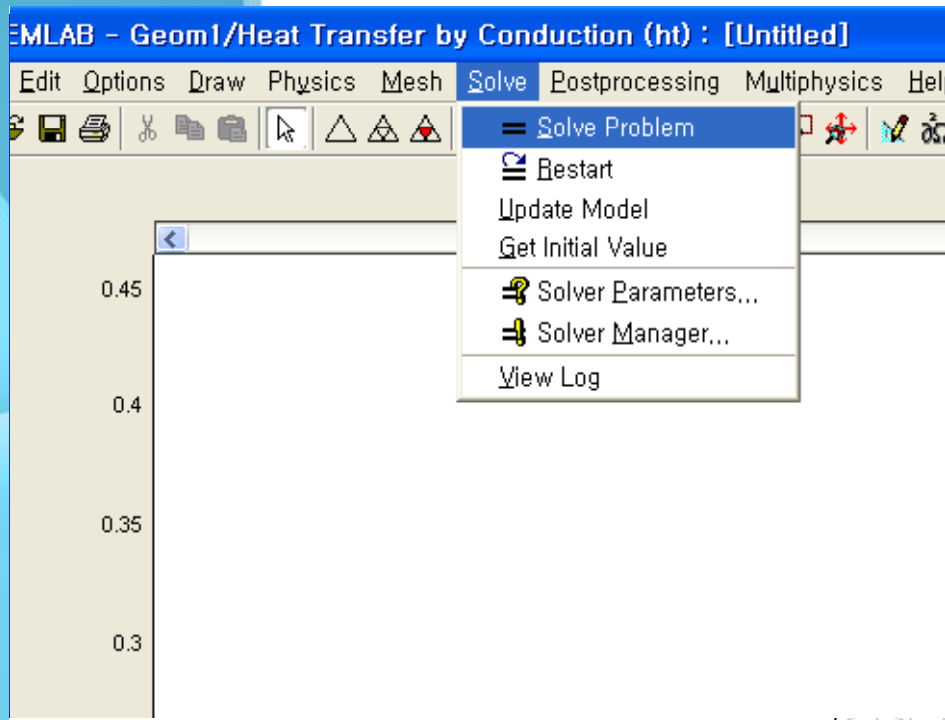 EMLAB - Geom1/Heat Transfer by Conduction (ht) : [Untitled]
Edit Options Draw Physics Mesh Solve Postprocessing Multiphysics Hel
Solve Problem
Restart
Update Model
Get Initial Value
Solver Parameters...
Solver Manager...
View Log
0.45
0.4
0.35
0.3